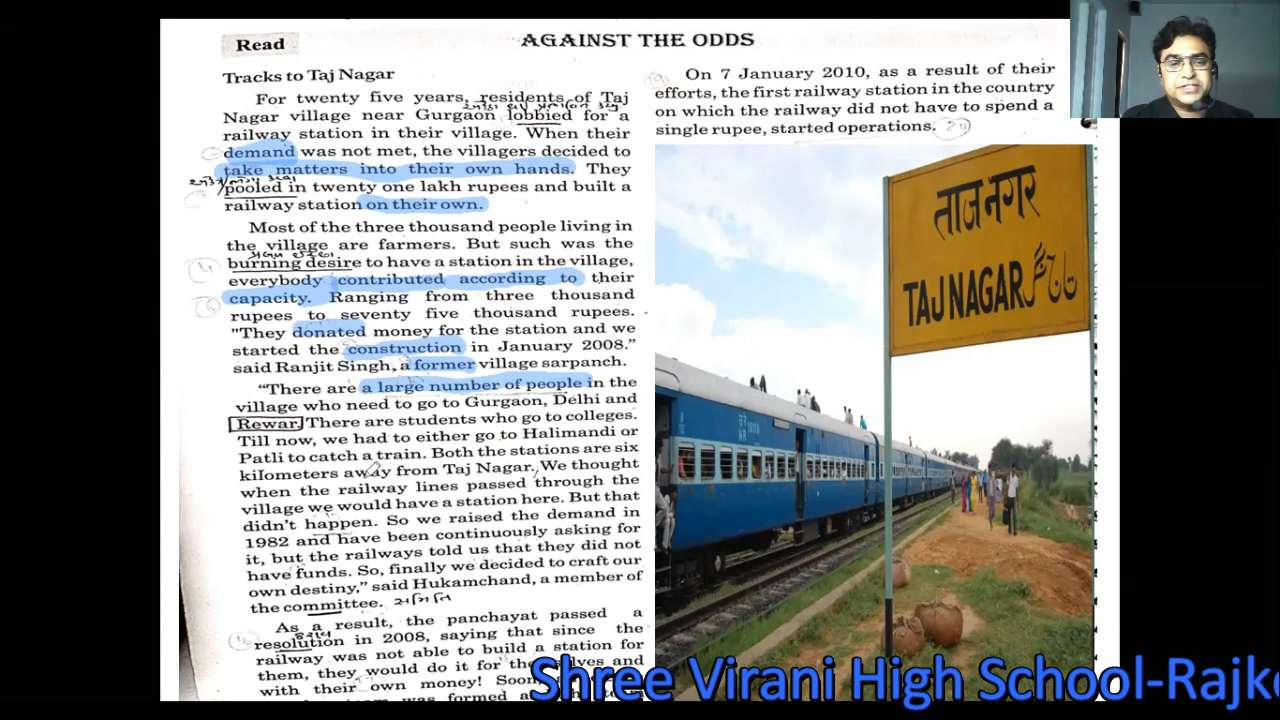 Read
AGAINST THE ODDS
Tracks to Taj Nagar
For twenty five years, residents of Taj
Nagar village near Gurgaon lobbied for a
railway station in their village. When their
demand was not met, the villagers decided to
take matters into their own hands. They
pooled in twenty one lakh rupees and built a
railway station on their own.
Most of the three thousand people living in
the village are farmers. But such was the
burning desire to have a station in the village,
everybody contributed according to their
capacity. Ranging from three thousand
rupees to seventy five thousand rupees.
"They donated money for the station and we
started the construction in January 2008."
said Ranjit Singh, a former village sarpanch.
"There are a large number of people in the
village who need to go to Gurgaon, Delhi and
Rewar. There are students who go to colleges.
Till now, we had to either go to Halimandi or
Patli to catch a train. Both the stations are six
kilometers away from Taj Nagar. We thought
when the railway lines passed through the
village we would have a station here. But that
didn't happen. So we raised the demand in
1982 and have been continuously asking for
it, but the railways told us that they did not
have funds. So, finally we decided to craft our
own destiny," said Hukamchand, a member of
the committee. સમિતિ
As a result, the panchayat passed a
ઠરાવ
resolution in 2008, saying that since the
railway was not able to build a station for
them, they would do it for the selves and
with their own money! Soon
team was formed
On 7 January 2010, as a result of their
efforts, the first railway station in the country
on which the railway did not have to spend a
single rupee, started operations.
ताज नगर
TAJ NAGAR تاج نگر
Shree Virani High School-Rajk